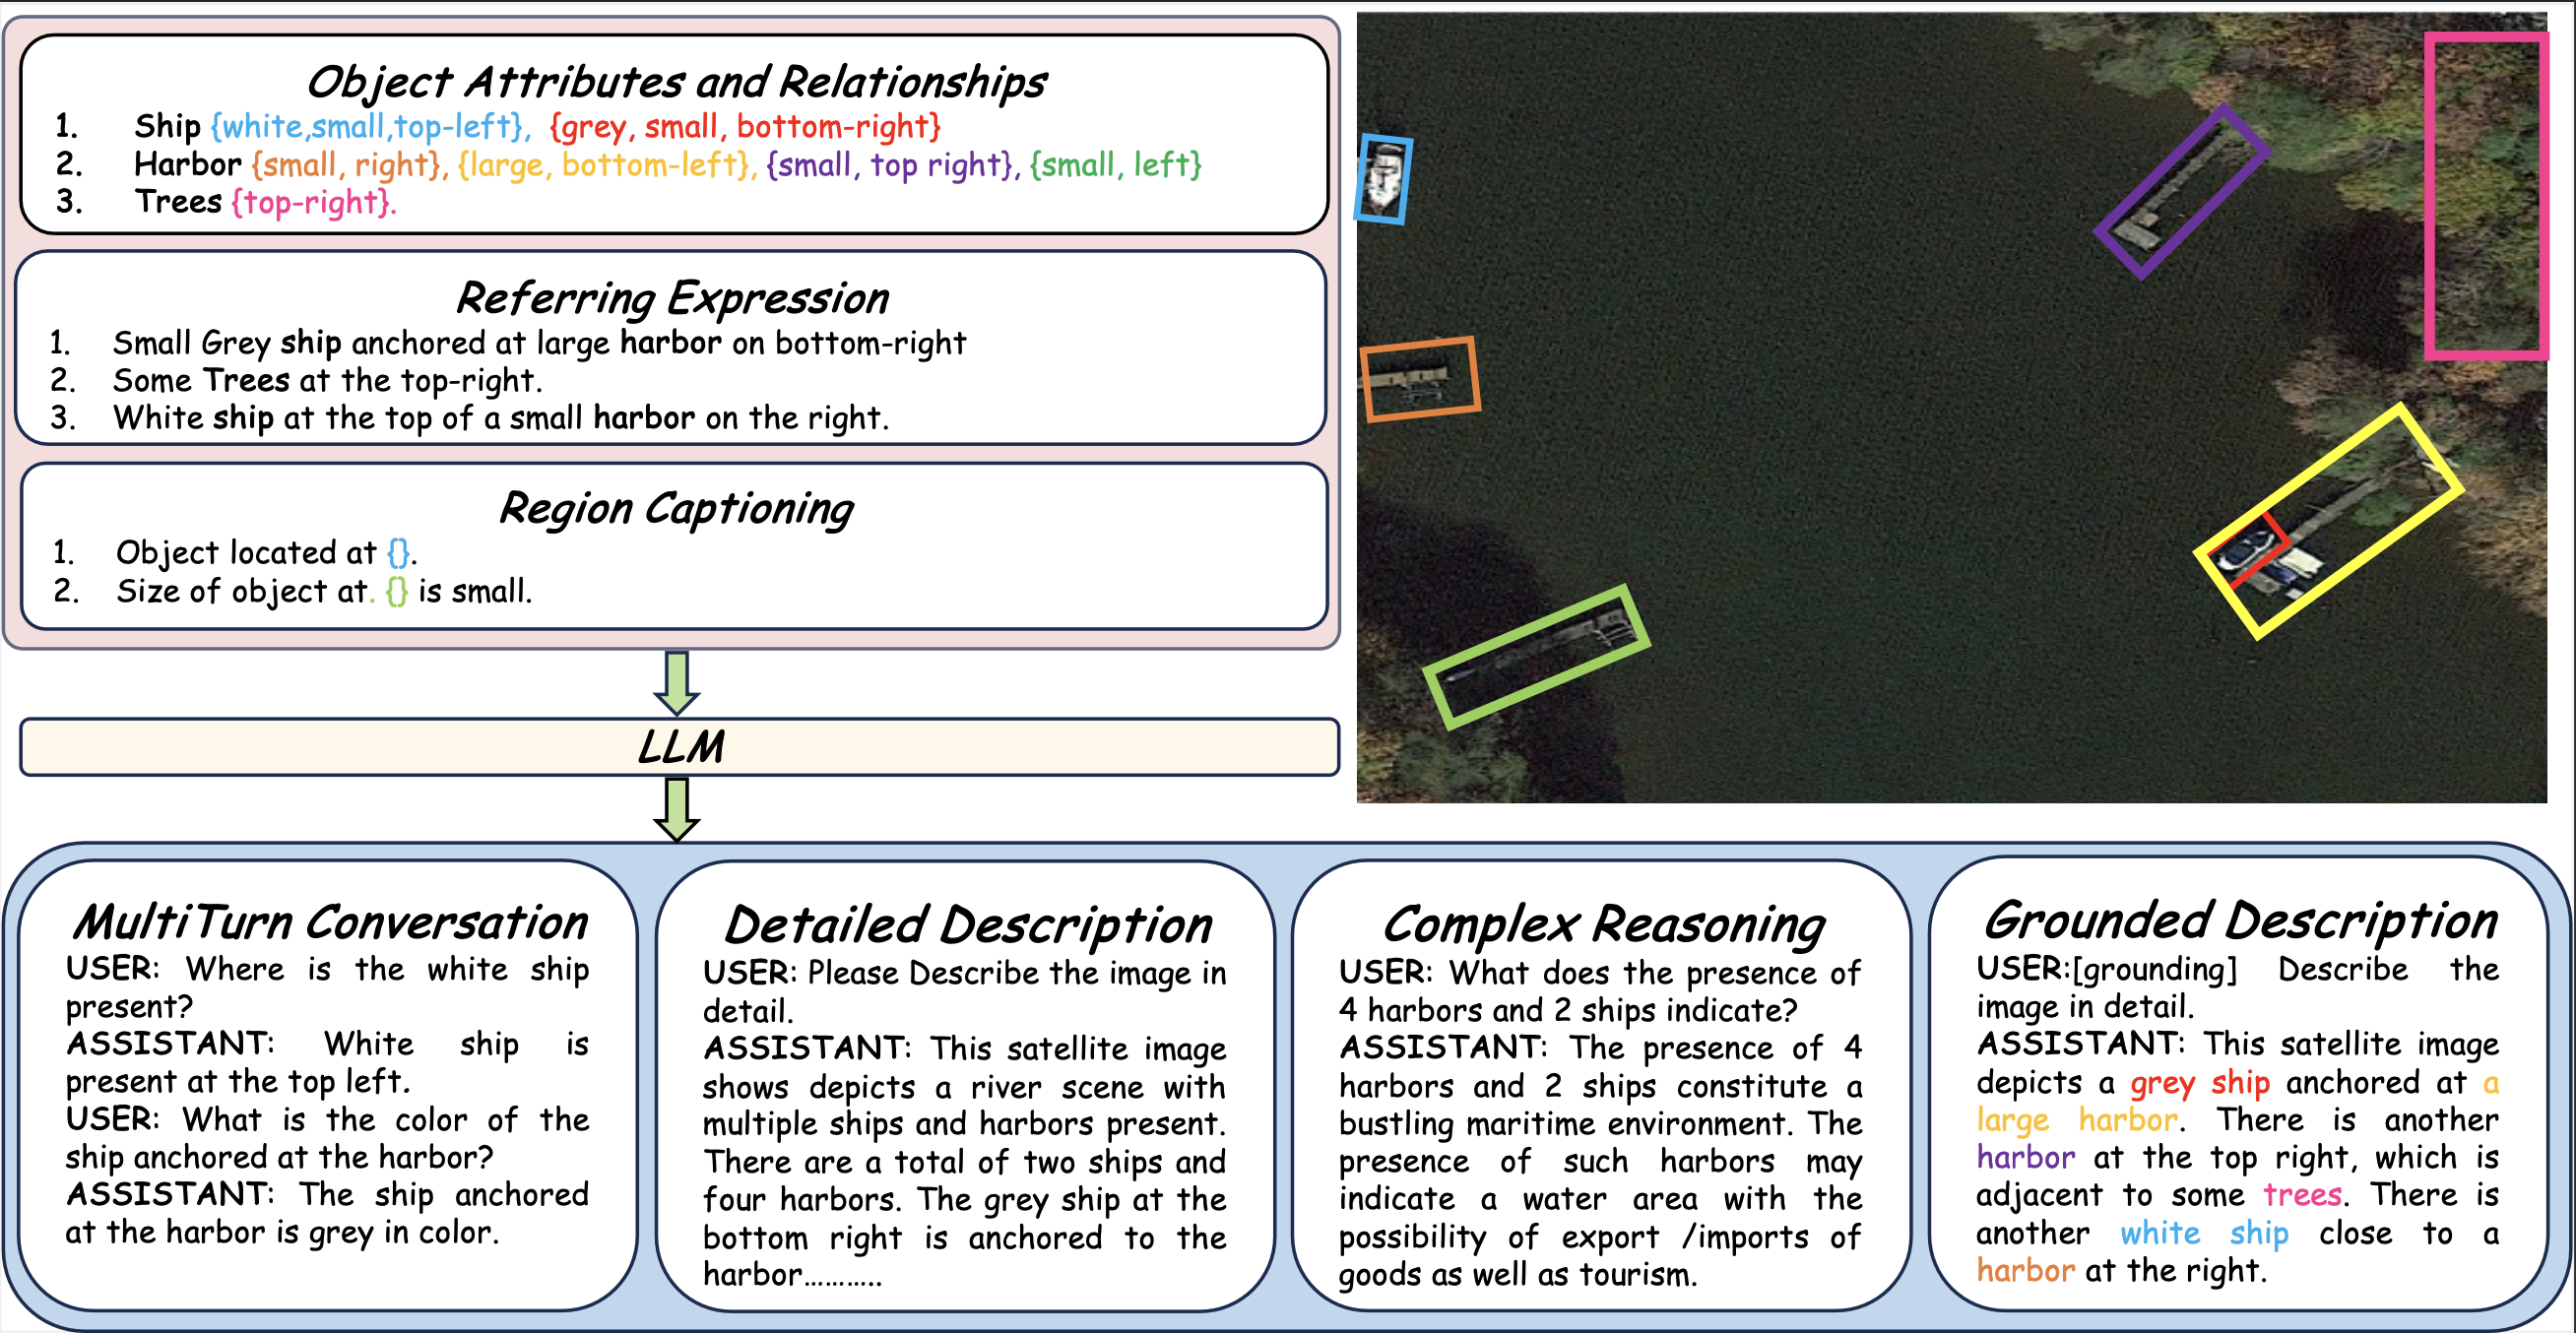 Object Attributes and Relationships
1. Ship {white,small,top-left}, {grey, small, bottom-right}
2. Harbor {small, right}, {large, bottom-left}, {small, top right}, {small, left}
3. Trees {top-right}.
Referring Expression
1. Small Grey ship anchored at large harbor on bottom-right
2. Some Trees at the top-right.
3. White ship at the top of a small harbor on the right.
Region Captioning
1. Object located at {}.
2. Size of object at. {} is small.
LLM
MultiTurn Conversation
USER: Where is the white ship
present?
ASSISTANT: White ship is
present at the top left.
USER: What is the color of the
ship anchored at the harbor?
ASSISTANT: The ship anchored
at the harbor is grey in color.
Detailed Description
USER: Please Describe the image in
detail.
ASSISTANT: This satellite image
shows depicts a river scene with
multiple ships and harbors present.
There are a total of two ships and
four harbors. The grey ship at the
bottom right is anchored to the
harbor...........
Complex Reasoning
USER: What does the presence of
4 harbors and 2 ships indicate?
ASSISTANT: The presence of 4
harbors and 2 ships constitute a
bustling maritime environment. The
presence of such harbors may
indicate a water area with the
possibility of export /imports of
goods as well as tourism.
Grounded Description
USER:[grounding] Describe the
image in detail.
ASSISTANT: This satellite image
depicts a grey ship anchored at a
large harbor. There is another
harbor at the top right, which is
adjacent to some trees. There is
another white ship close to a
harbor at the right.